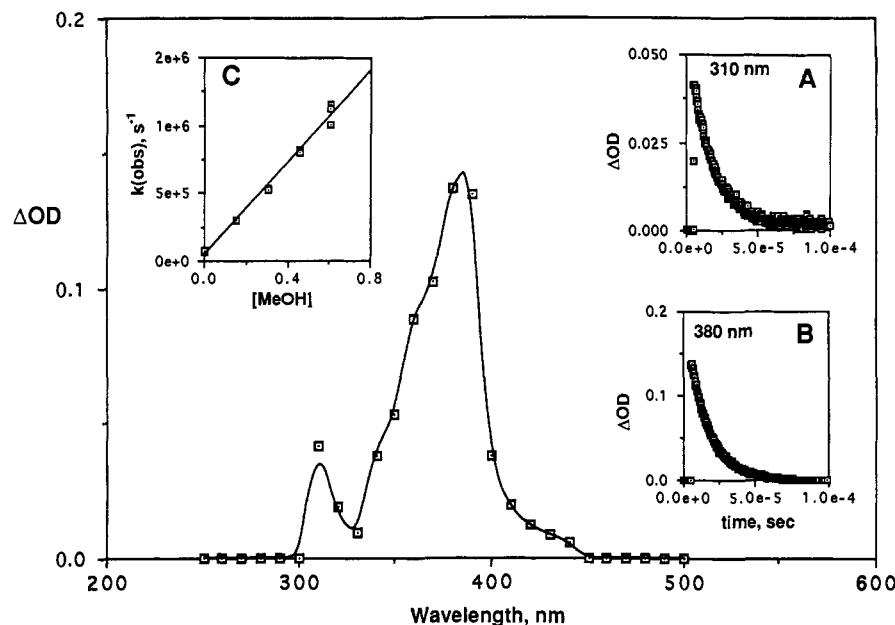 0.2
2e+6
C
1e+6
5e+5
0e+0
k(obs), s⁻¹
0.0
0.4
0.8
[MeOH]
0.050
310 nm
A
0.025
0.000
ΔOD
0.0e+0
5.0e-5
1.0e-4
ΔOD
0.1
0.2
380 nm
B
0.1
0.0
ΔOD
0.0e+0
5.0e-5
1.0e-4
time, sec
0.0
200
300
400
500
600
Wavelength, nm